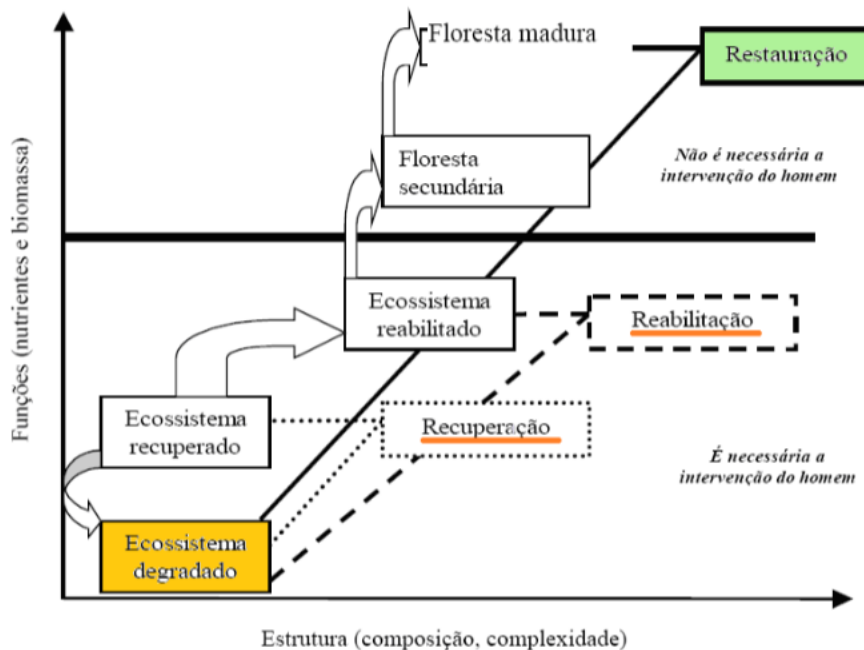 Floresta madura
Restauração
Floresta
secundária
Não é necessária a
intervenção do homem
Ecossistema
reabilitado
Reabilitação
Ecossistema
recuperado
Recuperação
É necessária a
intervenção do homem
Ecossistema
degradado
Funções (nutrientes e biomassa)
Estrutura (composição, complexidade)